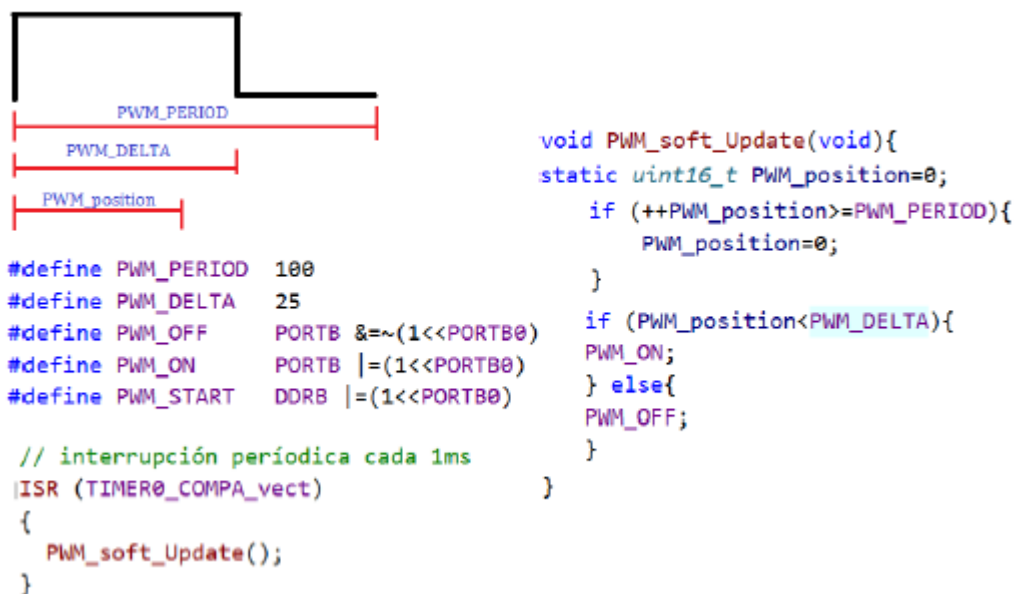 PWM_PERIOD
PWM_DELTA
PWM_position
#define PWM_PERIOD 100
#define PWM_DELTA 25
#define PWM_OFF PORTB &=~(1<<PORTB0)
#define PWM_ON PORTB |=(1<<PORTB0)
#define PWM_START DDRB |=(1<<PORTB0)
// interrupción períodica cada 1ms
ISR (TIMER0_COMPA_vect)
{
PWM_soft_Update();
}
void PWM_soft_Update(void){
static uint16_t PWM_position=0;
if (++PWM_position>=PWM_PERIOD){
PWM_position=0;
}
if (PWM_position<PWM_DELTA){
PWM_ON;
} else{
PWM_OFF;
}
}